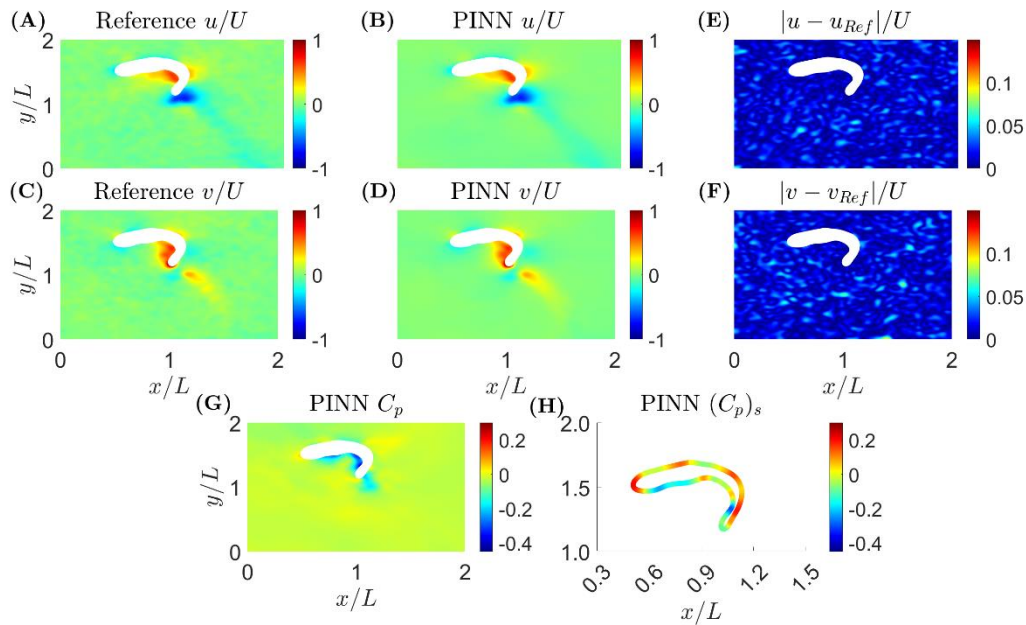 (A) Reference u/U
(B) PINN u/U
(E) |u − u_{Ref}|/U
2
1
0
y/L
1
0
-1
1
0
-1
0.1
0.05
0
(C) Reference v/U
(D) PINN v/U
(F) |v − v_{Ref}|/U
2
1
0
y/L
0 1 2
x/L
1
0
-1
0 1 2
x/L
1
0
-1
0 1 2
x/L
0.1
0.05
0
(G) PINN C_p
(H) PINN (C_p)_s
2
1
0
y/L
0 1 2
x/L
0.2
0
-0.2
-0.4
2.0
1.5
1.0
0.3 0.6 0.9 1.2 1.5
x/L
0.2
0
-0.2
-0.4